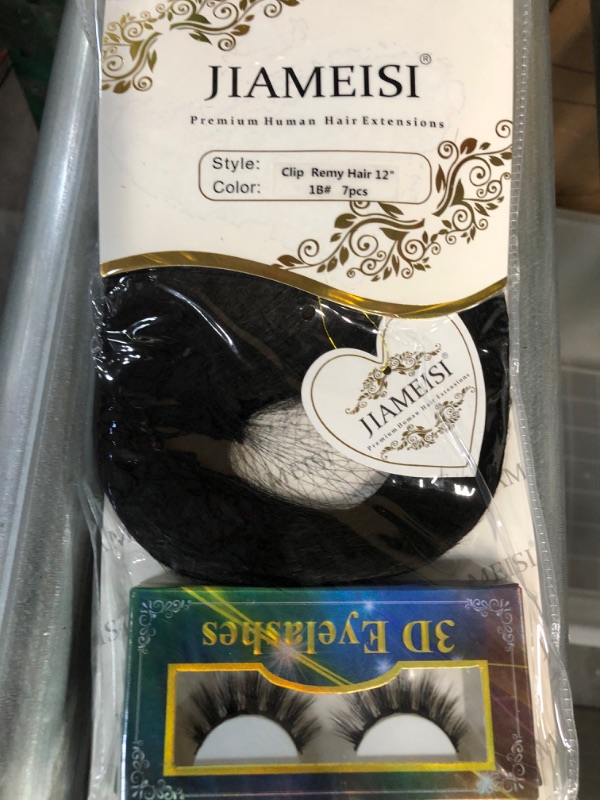 JIAMEISI®
Premium Human Hair Extensions
Style: Clip Remy Hair 12"
Color: 1B# 7pcs
JIAMEISI
Premium Human Hair Extensions
MEISI
3D Eyelashes